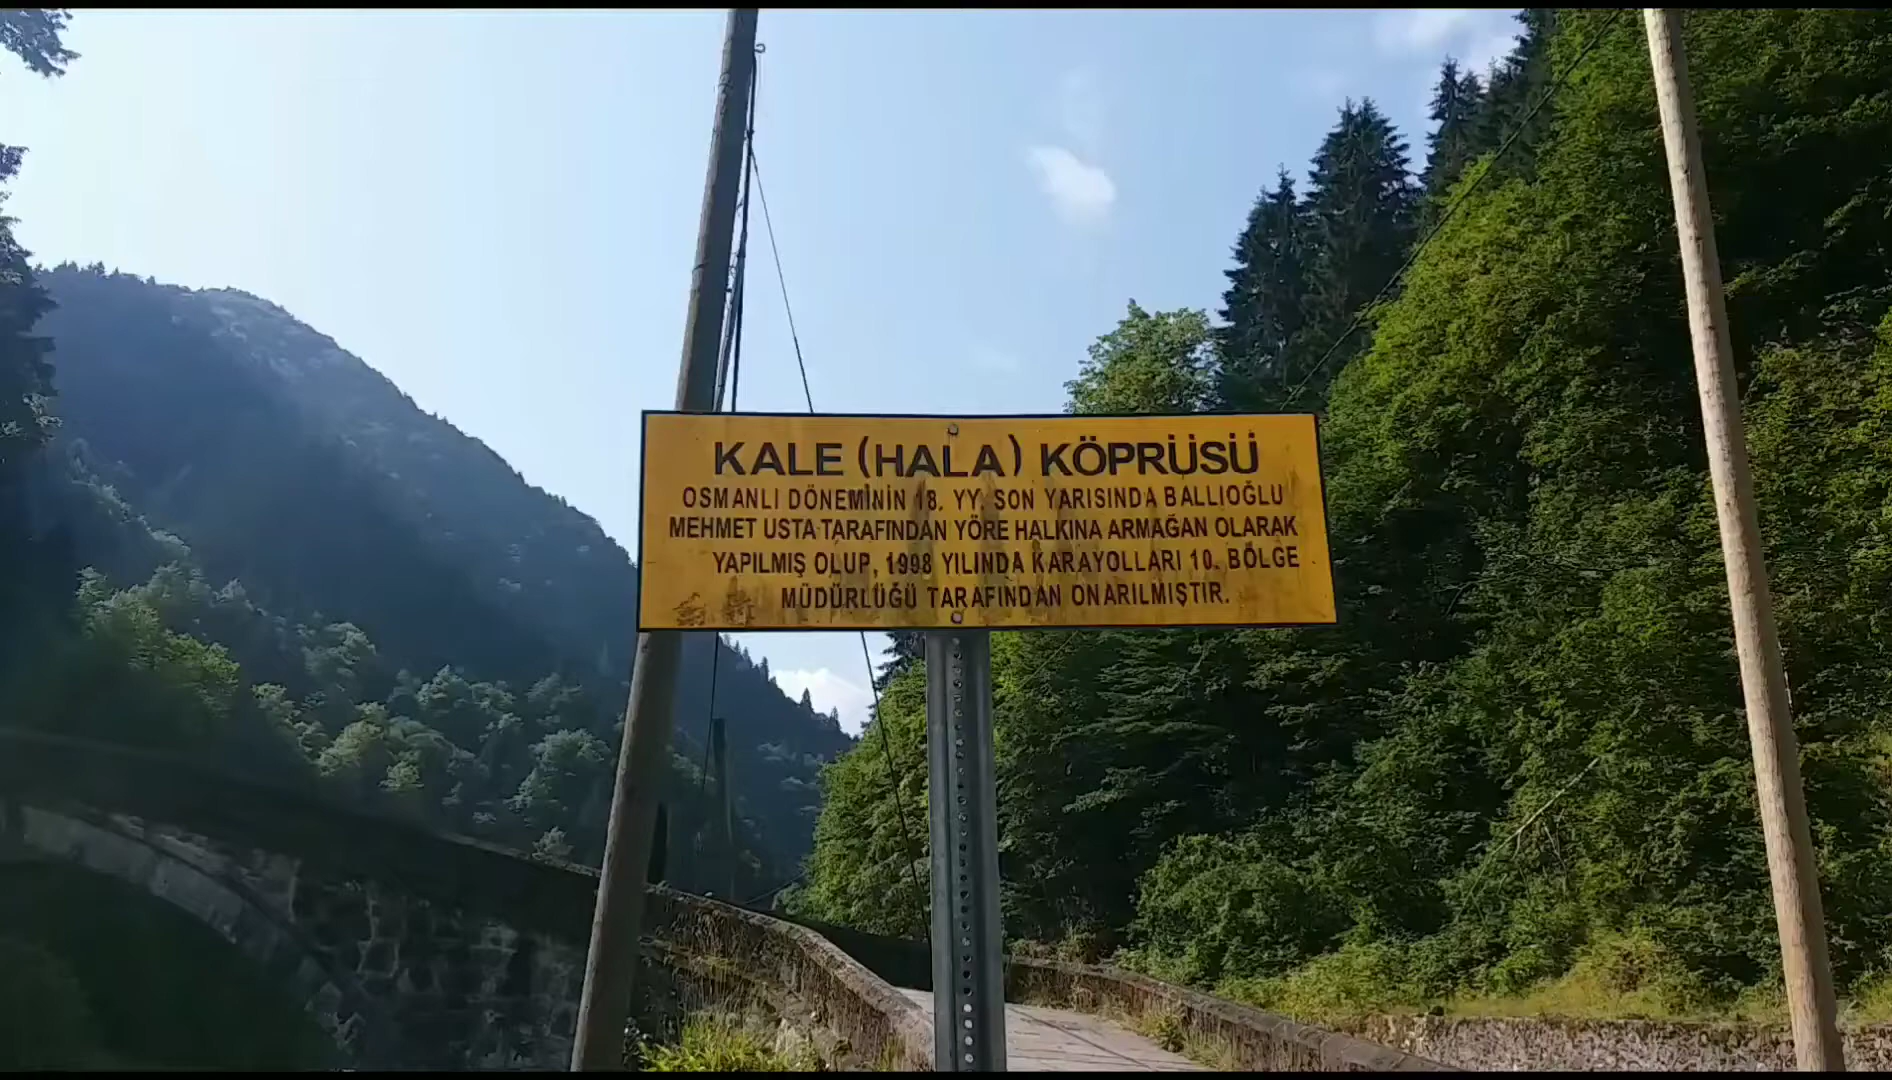 KALE (HALA) KÖPRÜSÜ
OSMANLI DÖNEMİNİN 18. YY. SON YARISINDA BALLIOĞLU
MEHMET USTA TARAFINDAN YÖRE HALKINA ARMAĞAN OLARAK
YAPILMIŞ OLUP, 1998 YILINDA KARAYOLLARI 10. BÖLGE
MÜDÜRLÜĞÜ TARAFINDAN ONARILMIŞTIR.